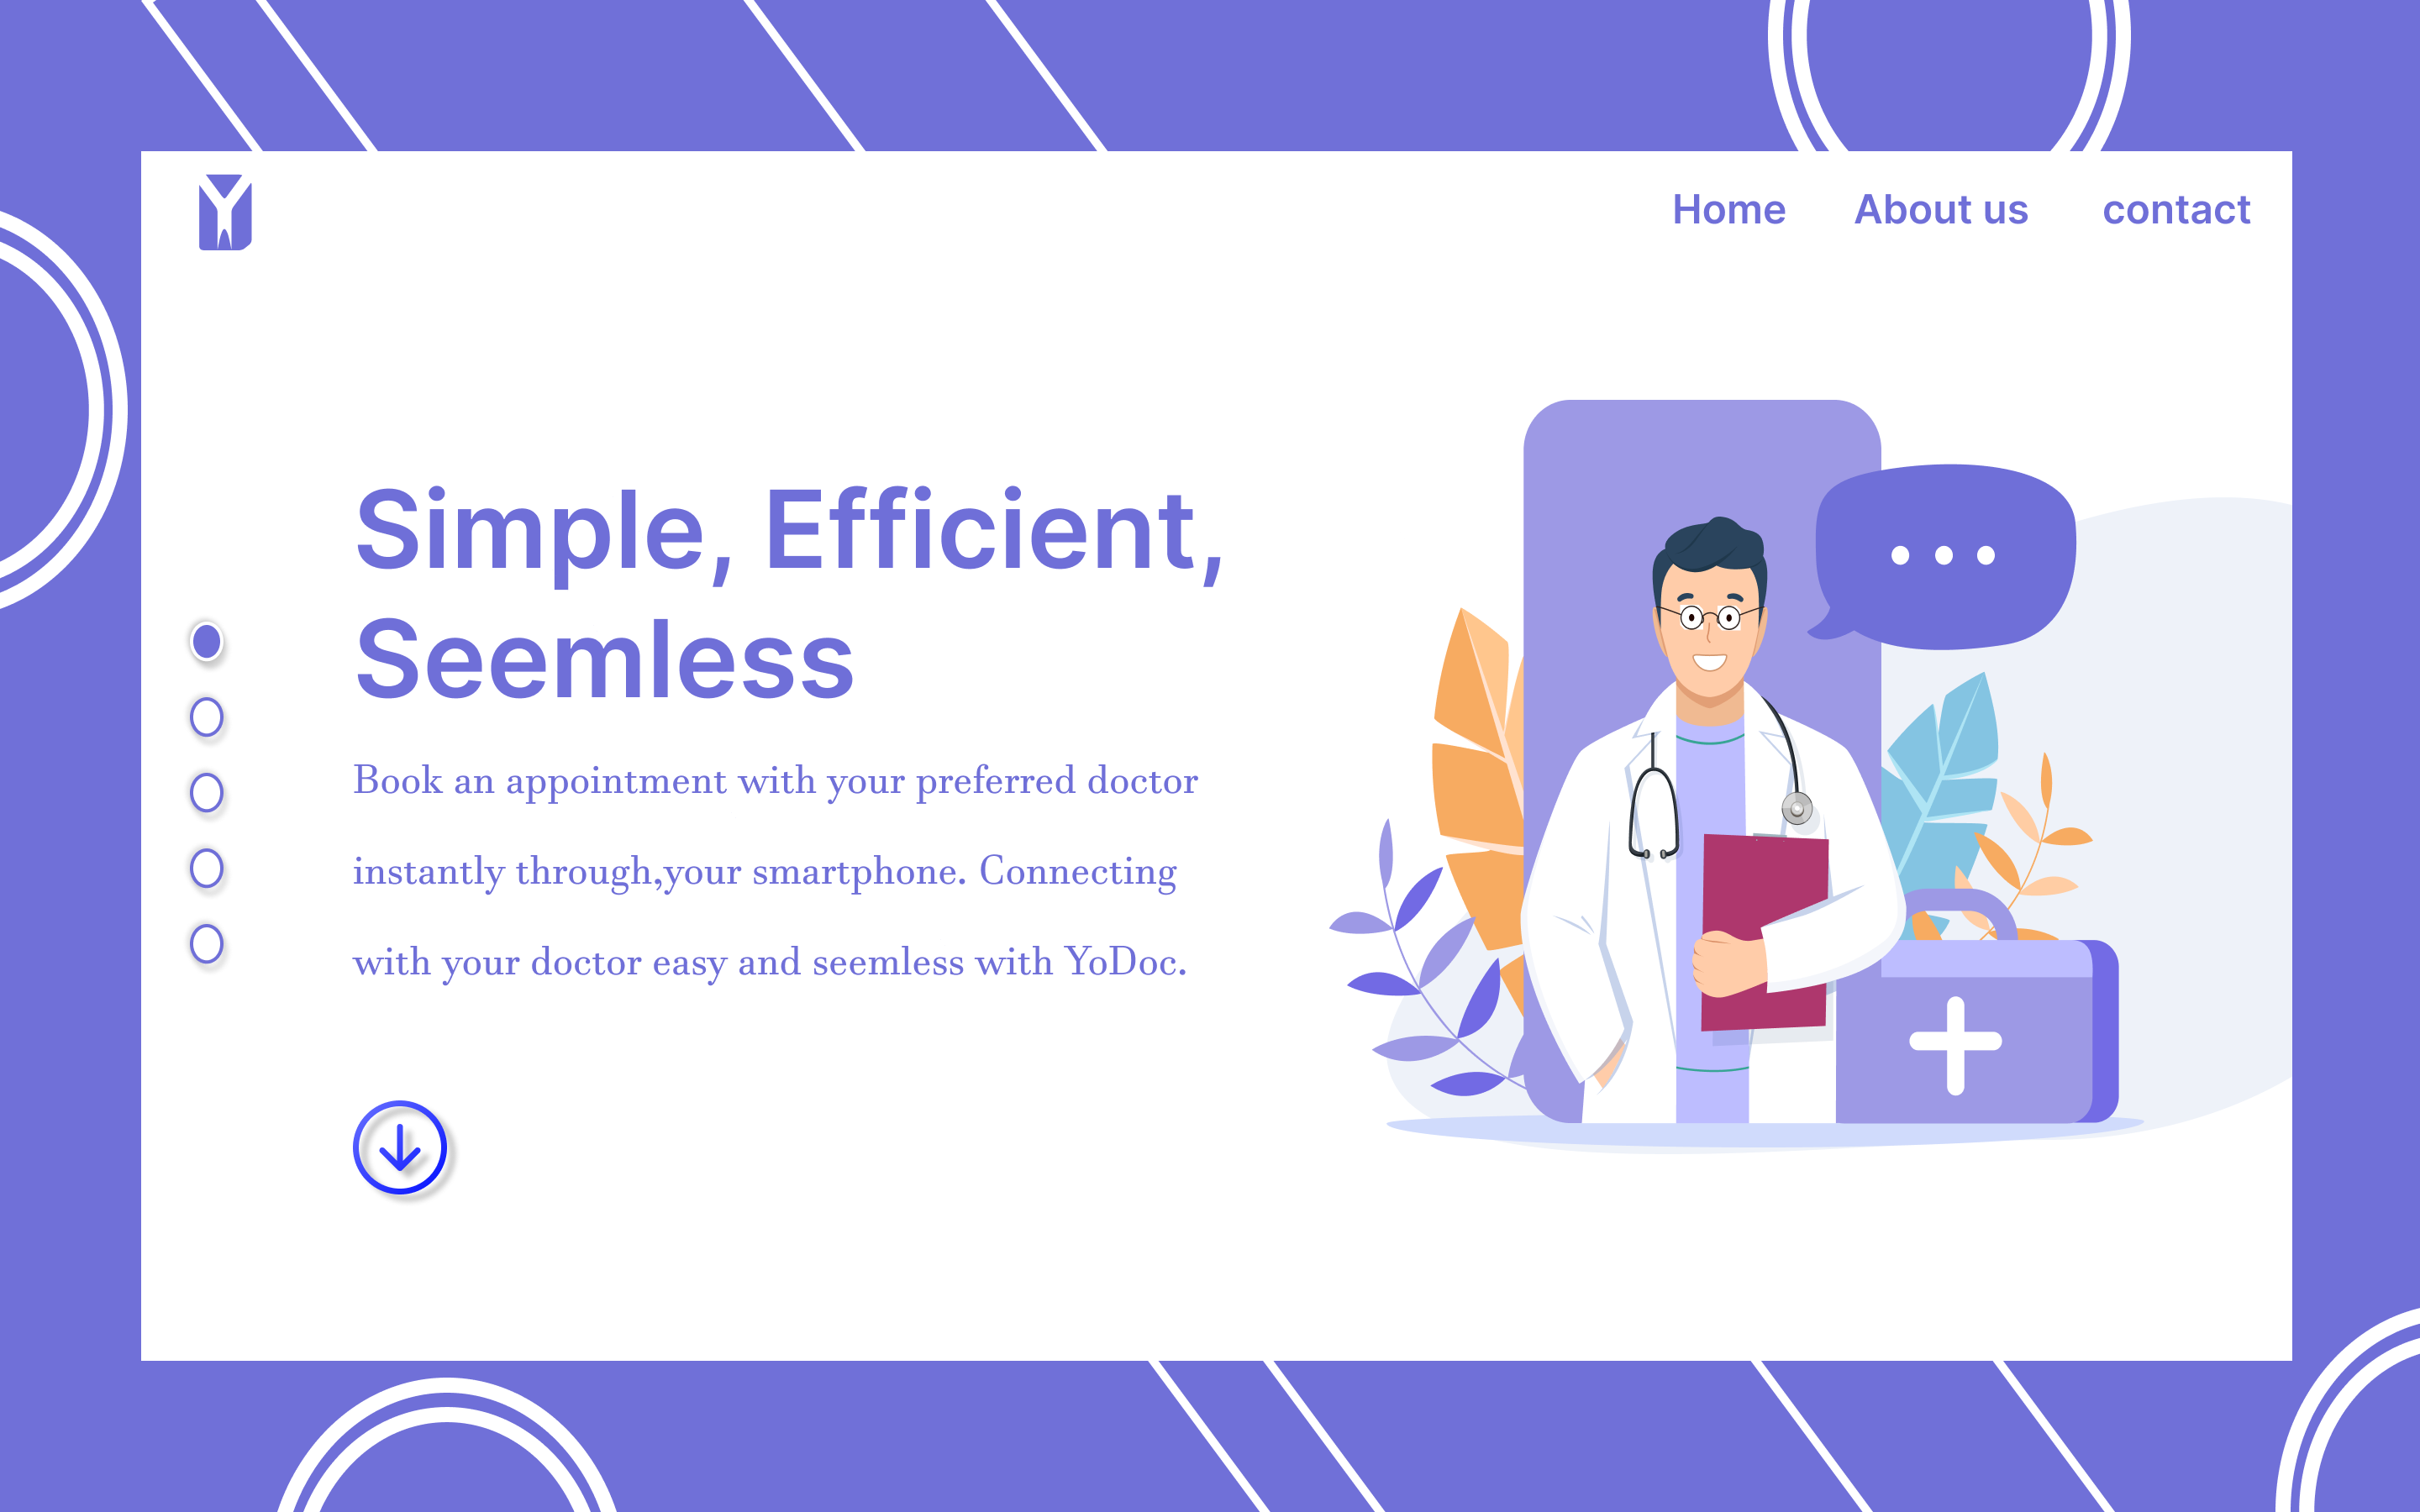 Y
Home About us contact
Simple, Efficient,
Seemless
Book an appointment with your preferred doctor
instantly through,your smartphone. Connecting
with your doctor easy and seemless with YoDoc.